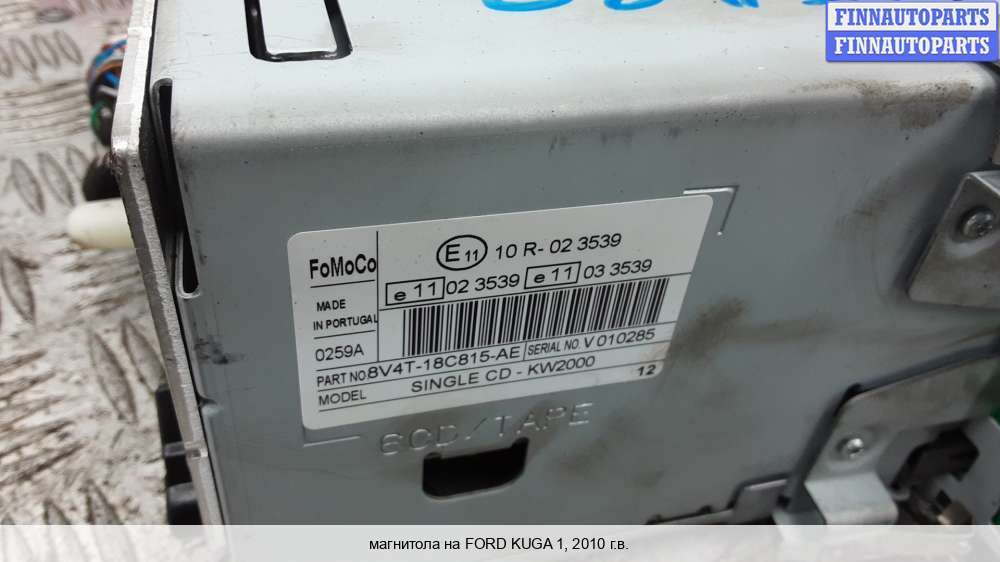 FINNAUTOPARTS
FINNAUTOPARTS
FoMoCo
MADE
IN PORTUGAL
0259A
E 11 10 R- 02 3539
e 11 02 3539 e 11 03 3539
PART NO. 8V4T-18C815-AE SERIAL NO. V 010285
MODEL SINGLE CD - KW2000 12
6CD/TAPE
магнитола на FORD KUGA 1, 2010 г.в.